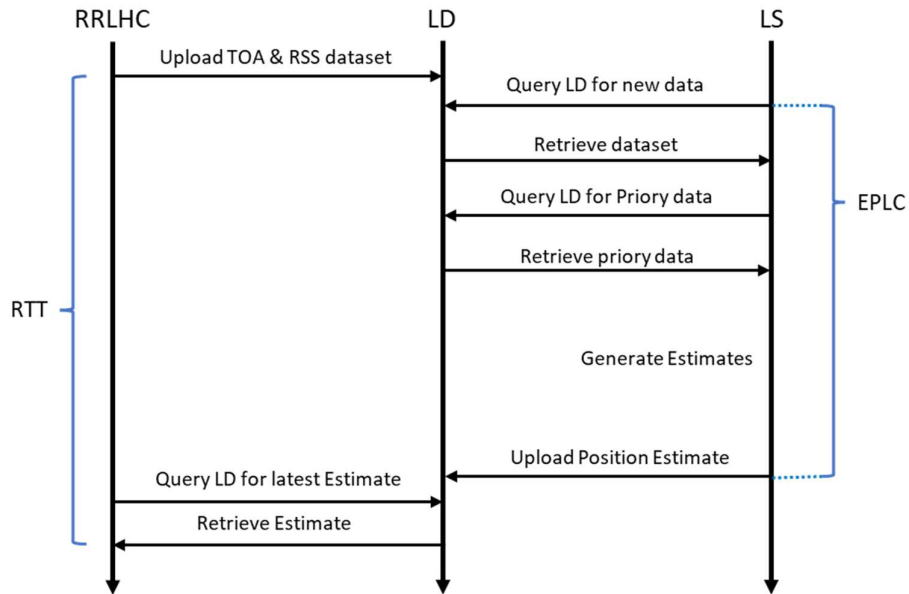 RRLHC
LD
LS
Upload TOA & RSS dataset
Query LD for new data
Retrieve dataset
Query LD for Priory data
EPLC
Retrieve priory data
RTT
Generate Estimates
Upload Position Estimate
Query LD for latest Estimate
Retrieve Estimate